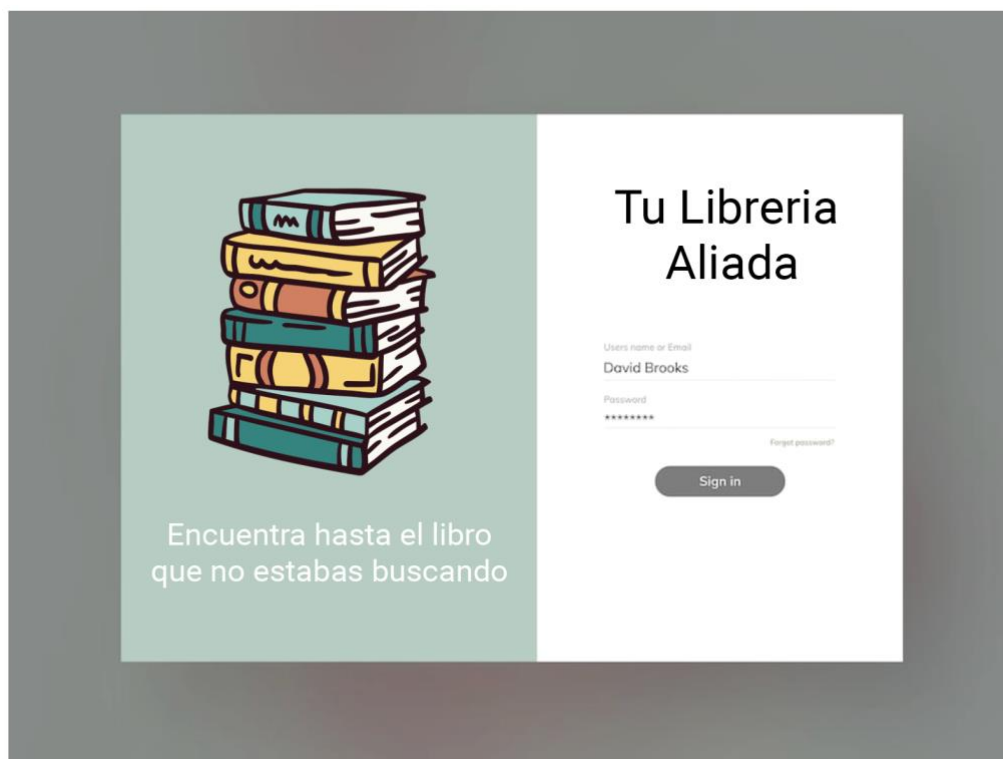 Encuentra hasta el libro
que no estabas buscando
Tu Libreria
Aliada
Users name or Email
David Brooks
Password
********
Forgot password?
Sign in